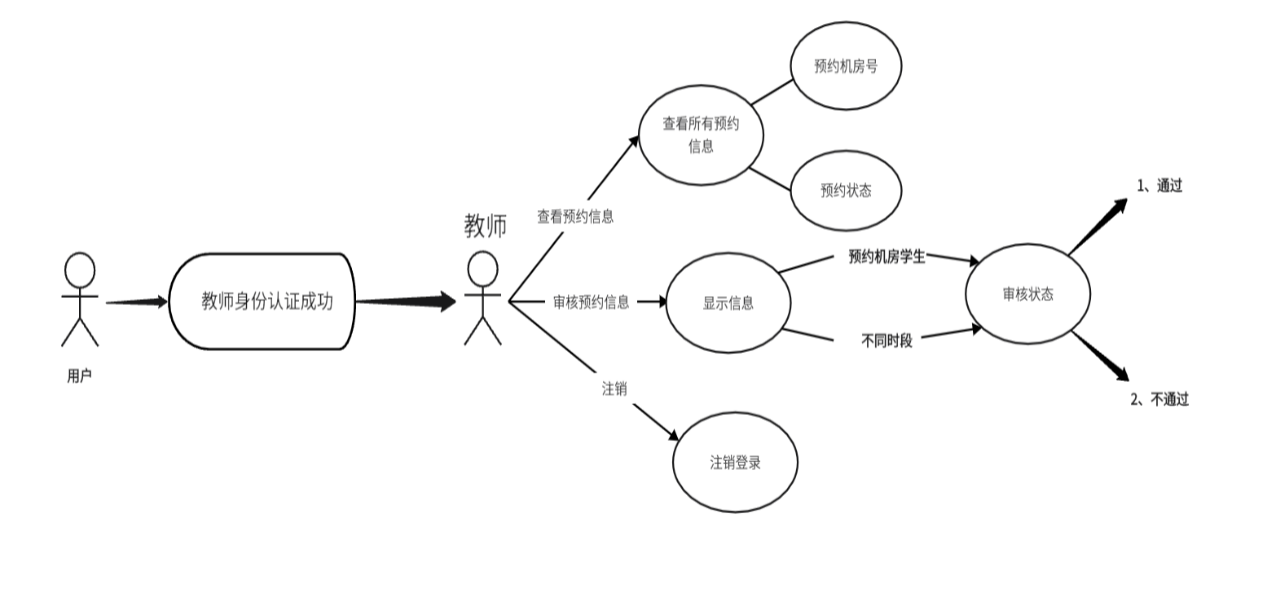 预约机房号
查看所有预约
信息
预约状态
1、通过
教师
查看预约信息
预约机房学生
教师身份认证成功
审核预约信息
显示信息
审核状态
不同时段
用户
注销
2、不通过
注销登录